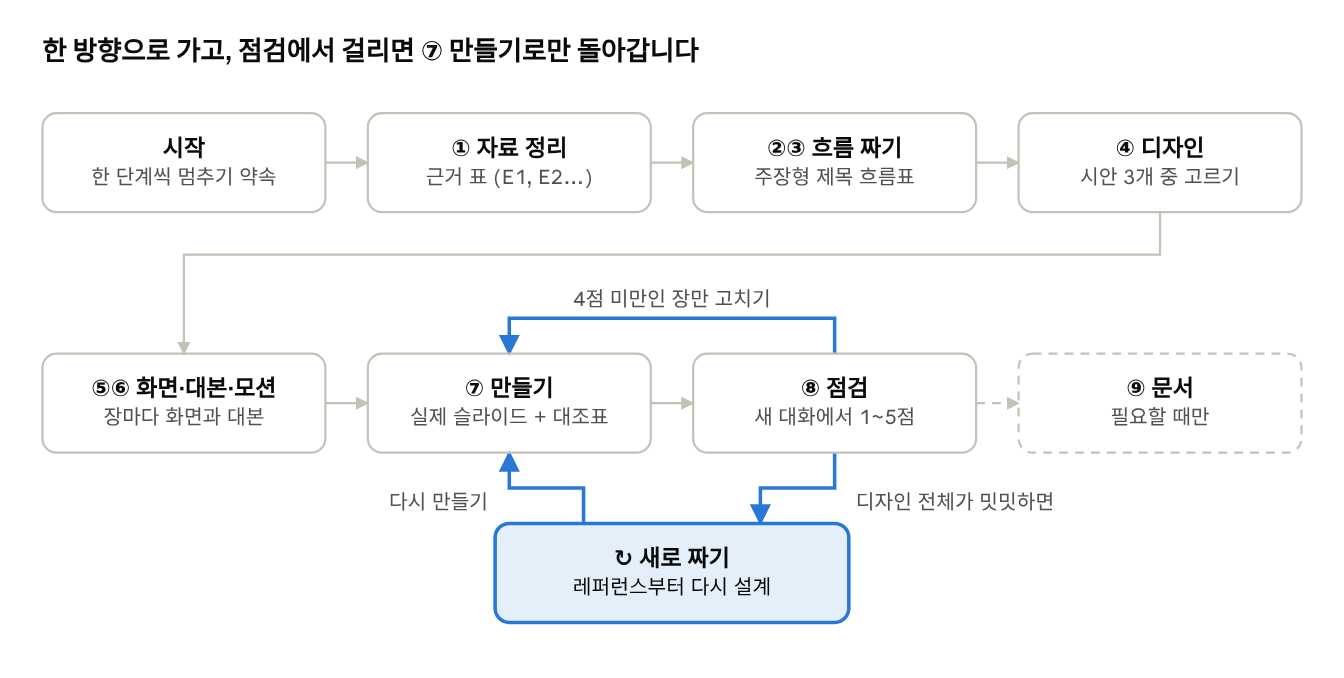 한 방향으로 가고, 점검에서 걸리면 ⑦ 만들기로만 돌아갑니다
시작
한 단계씩 멈추기 약속
① 자료 정리
근거 표 (E1, E2...)
②③ 흐름 짜기
주장형 제목 흐름표
④ 디자인
시안 3개 중 고르기
4점 미만인 장만 고치기
⑤⑥ 화면·대본·모션
장마다 화면과 대본
⑦ 만들기
실제 슬라이드 + 대조표
⑧ 점검
새 대화에서 1~5점
⑨ 문서
필요할 때만
다시 만들기
디자인 전체가 밋밋하면
↻ 새로 짜기
레퍼런스부터 다시 설계